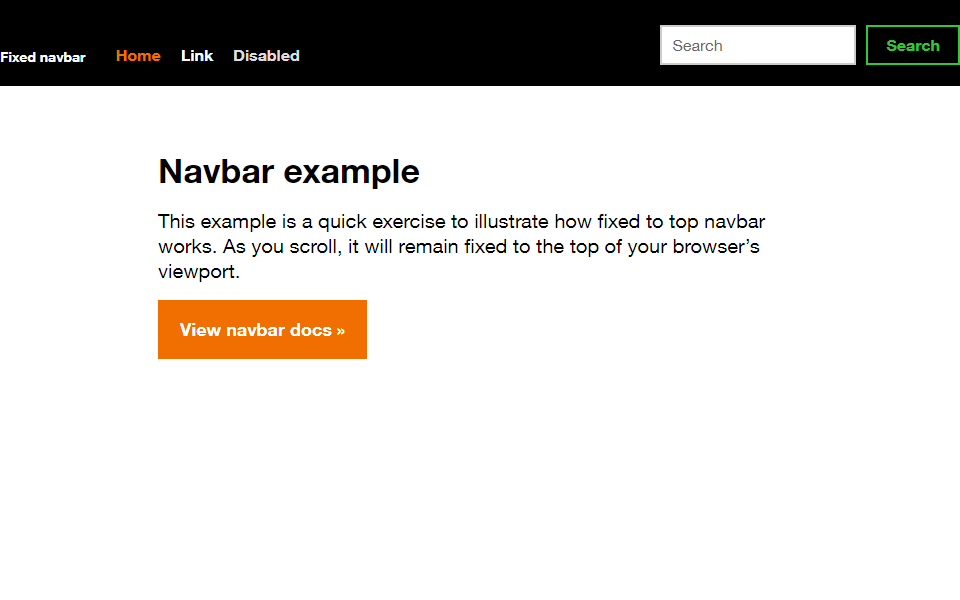 Fixed navbar Home Link Disabled Search Search
Navbar example
This example is a quick exercise to illustrate how fixed to top navbar
works. As you scroll, it will remain fixed to the top of your browser’s
viewport.
View navbar docs »